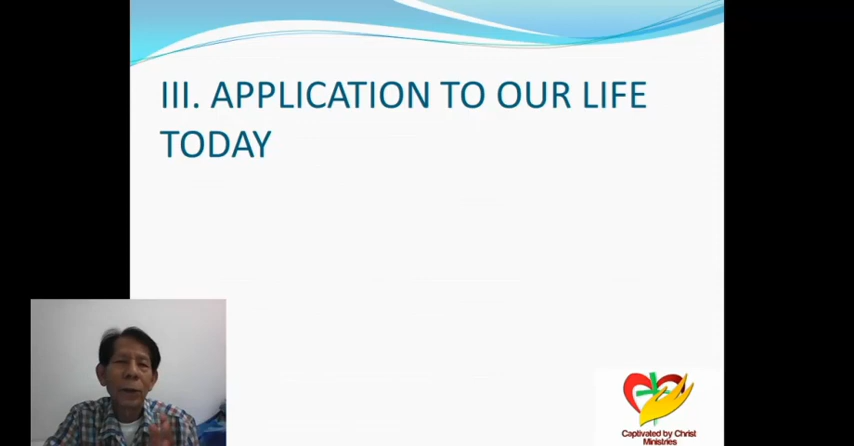 III. APPLICATION TO OUR LIFE
TODAY
Captivated by Christ
Ministries